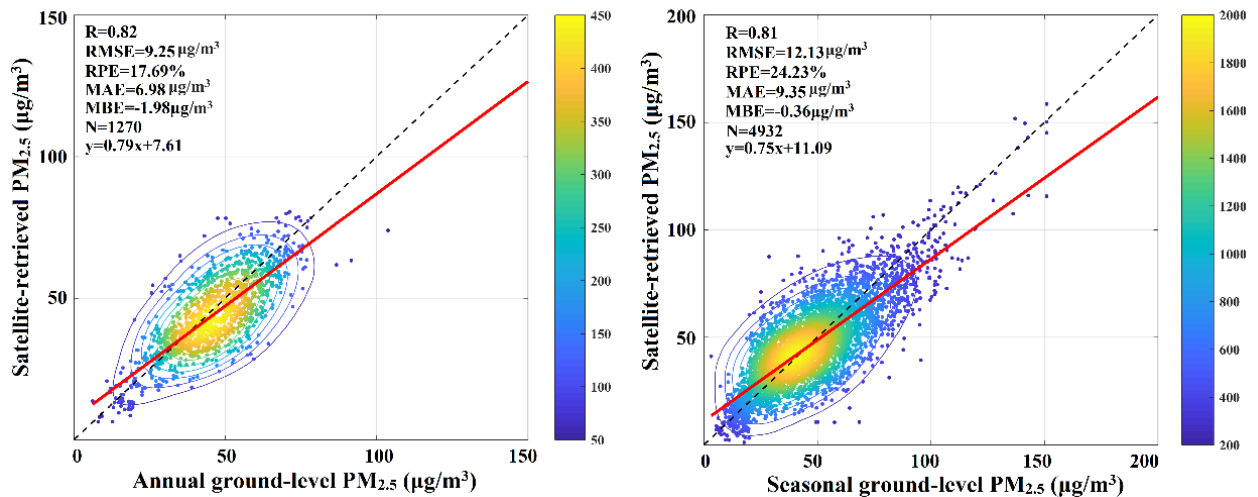 150
100
50
0
50
100
150
Satellite-retrieved PM2.5 (μg/m³)
Annual ground-level PM2.5 (μg/m³)
R=0.82
RMSE=9.25μg/m³
RPE=17.69%
MAE=6.98 μg/m³
MBE=-1.98μg/m³
N=1270
y=0.79x+7.61
450
400
350
300
250
200
150
100
50
200
150
100
50
0
0
50
100
150
200
Satellite-retrieved PM2.5 (μg/m³)
Seasonal ground-level PM2.5 (μg/m³)
R=0.81
RMSE=12.13μg/m³
RPE=24.23%
MAE=9.35μg/m³
MBE=-0.36μg/m³
N=4932
y=0.75x+11.09
2000
1800
1600
1400
1200
1000
800
600
400
200